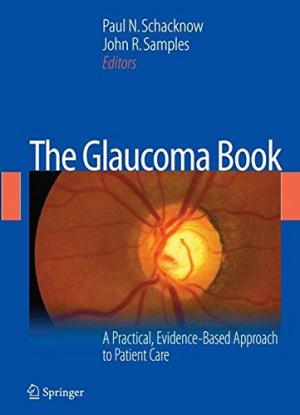 Paul N. Schacknow
John R. Samples
Editors
The Glaucoma Book
A Practical, Evidence-Based Approach
to Patient Care
Springer